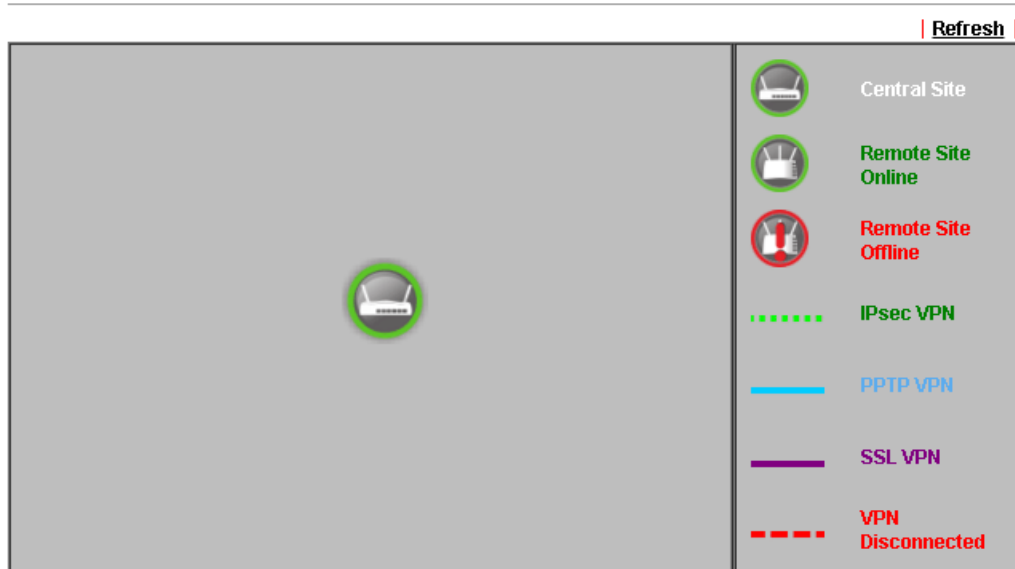 Refresh
Central Site
Remote Site
Online
Remote Site
Offline
IPsec VPN
PPTP VPN
SSL VPN
VPN
Disconnected